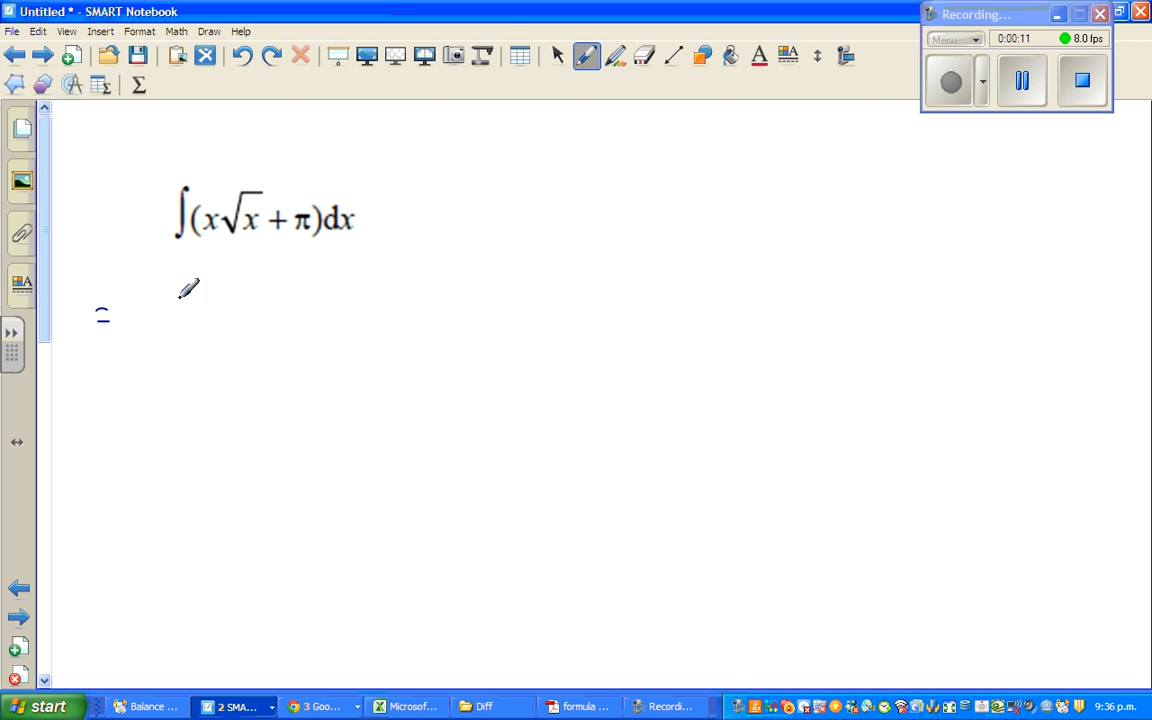 Untitled * - SMART Notebook
Recording...
File Edit View Insert Format Math Draw Help
Menu 0:00:11 8.0 fps
∫(x√x + π)dx
=
start Balance ... 2 SMA... 3 Goo... Microsof... Diff formula ... Recordi... 9:36 p.m.